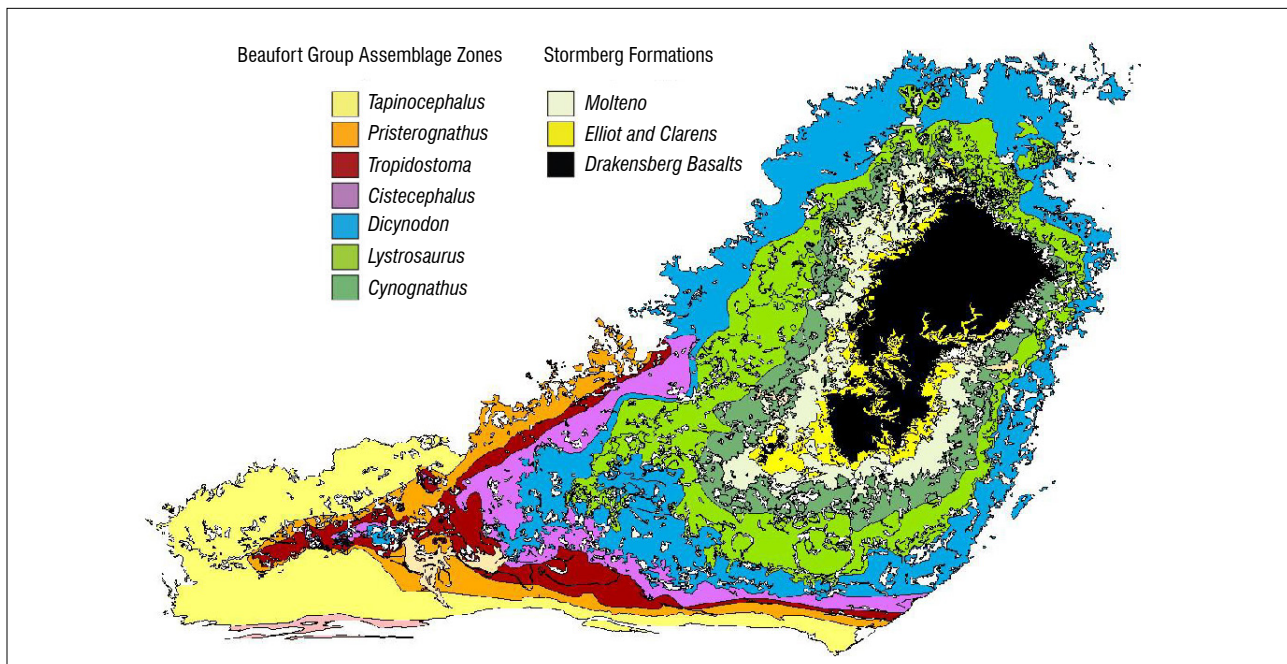 Beaufort Group Assemblage Zones
Tapinocephalus
Pristerognathus
Tropidostoma
Cistecephalus
Dicynodon
Lystrosaurus
Cynognathus
Stormberg Formations
Molteno
Elliot and Clarens
Drakensberg Basalts